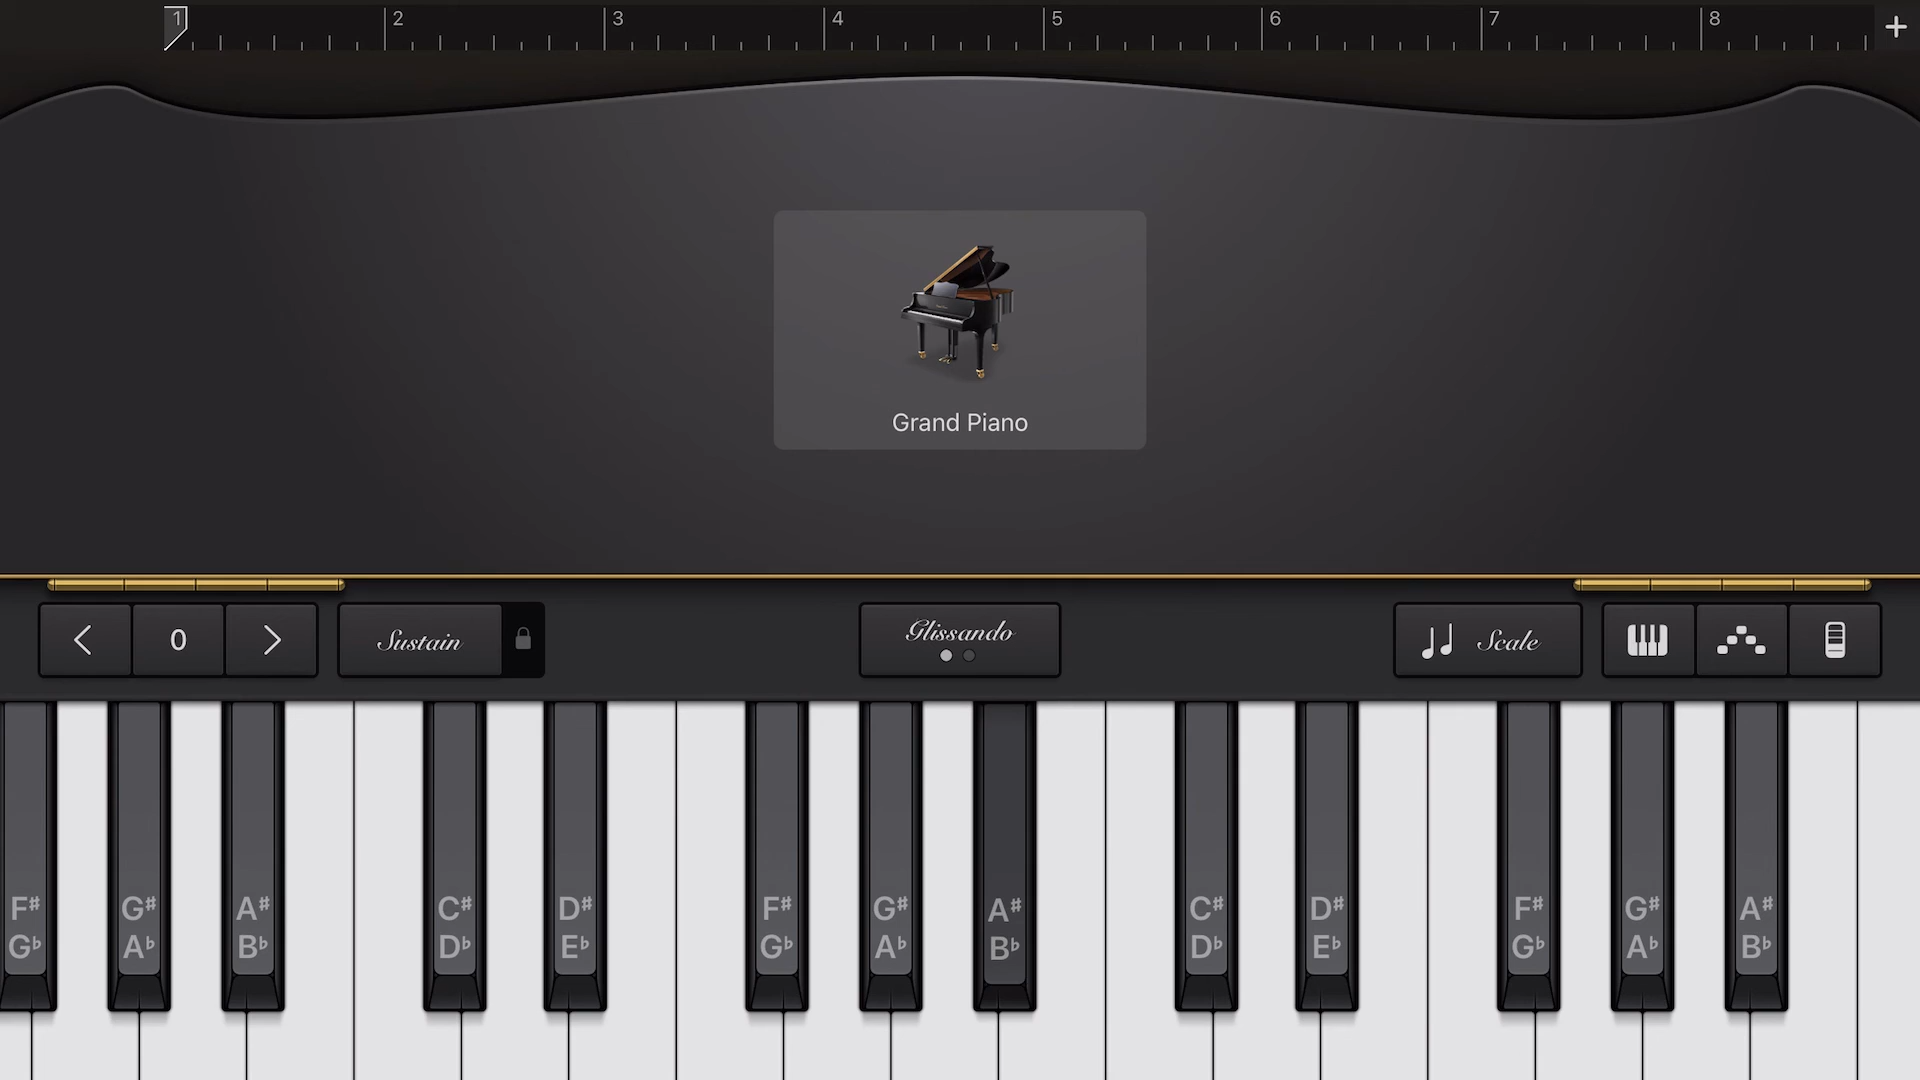 1 2 3 4 5 6 7 8 +
Grand Piano
0 Sustain Glissando Scale
F♯ G♯ A♯ C♯ D♯ F♯ G♯ A♯ C♯ D♯ F♯ G♯ A♯
G♭ A♭ B♭ D♭ E♭ G♭ A♭ B♭ D♭ E♭ G♭ A♭ B♭